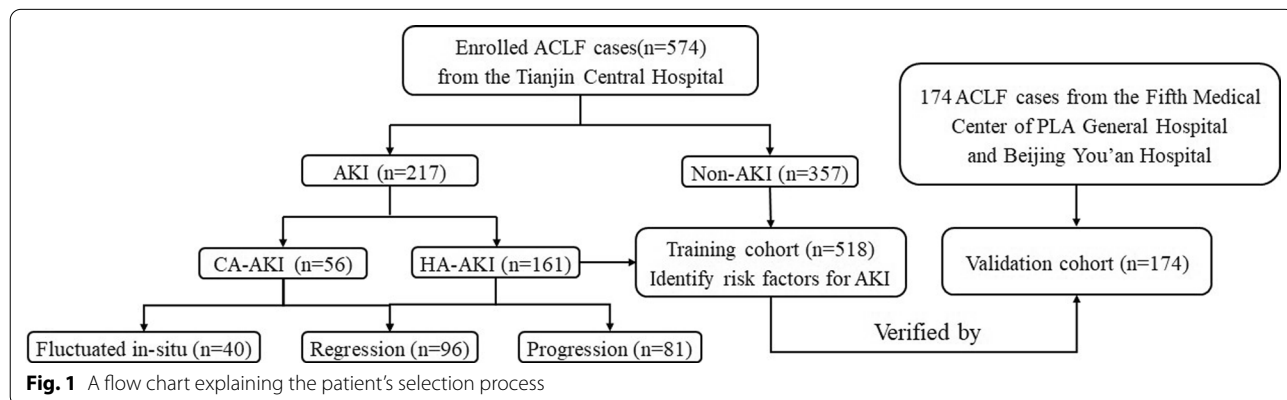 Enrolled ACLF cases(n=574)
from the Tianjin Central Hospital
174 ACLF cases from the Fifth Medical
Center of PLA General Hospital
and Beijing You'an Hospital
AKI (n=217)
Non-AKI (n=357)
CA-AKI (n=56)
HA-AKI (n=161)
Training cohort (n=518)
Identify risk factors for AKI
Validation cohort (n=174)
Verified by
Fluctuated in-situ (n=40)
Regression (n=96)
Progression (n=81)
Fig. 1 A flow chart explaining the patient's selection process